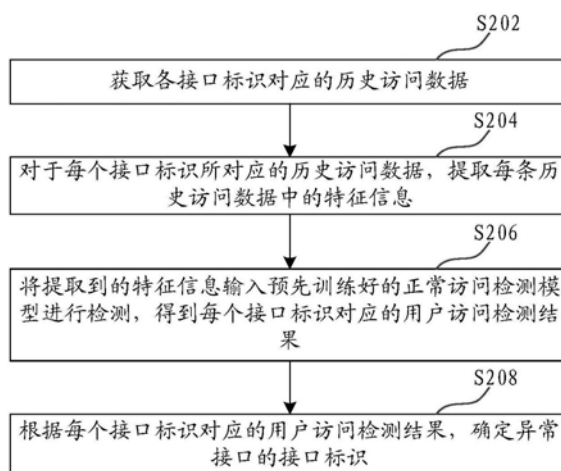 S202
获取各接口标识对应的历史访问数据
S204
对于每个接口标识所对应的历史访问数据，提取每条历
史访问数据中的特征信息
S206
将提取到的特征信息输入预先训练好的正常访问检测模
型进行检测，得到每个接口标识对应的用户访问检测结
果
S208
根据每个接口标识对应的用户访问检测结果，确定异常
接口的接口标识